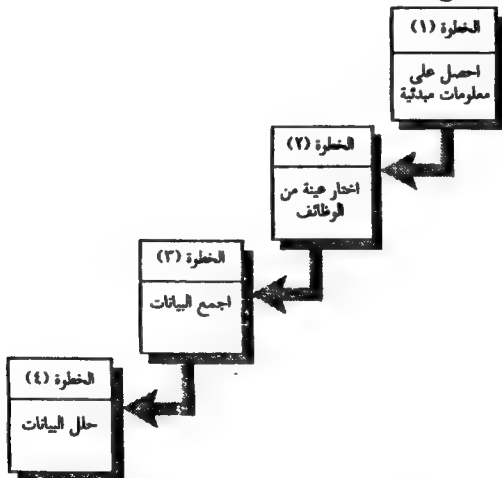 الخطوة (١)
احصل على
معلومات مبدئية
الخطوة (٢)
اختار عينة من
الوظائف
الخطوة (٣)
اجمع البيانات
الخطوة (٤)
حلل البيانات